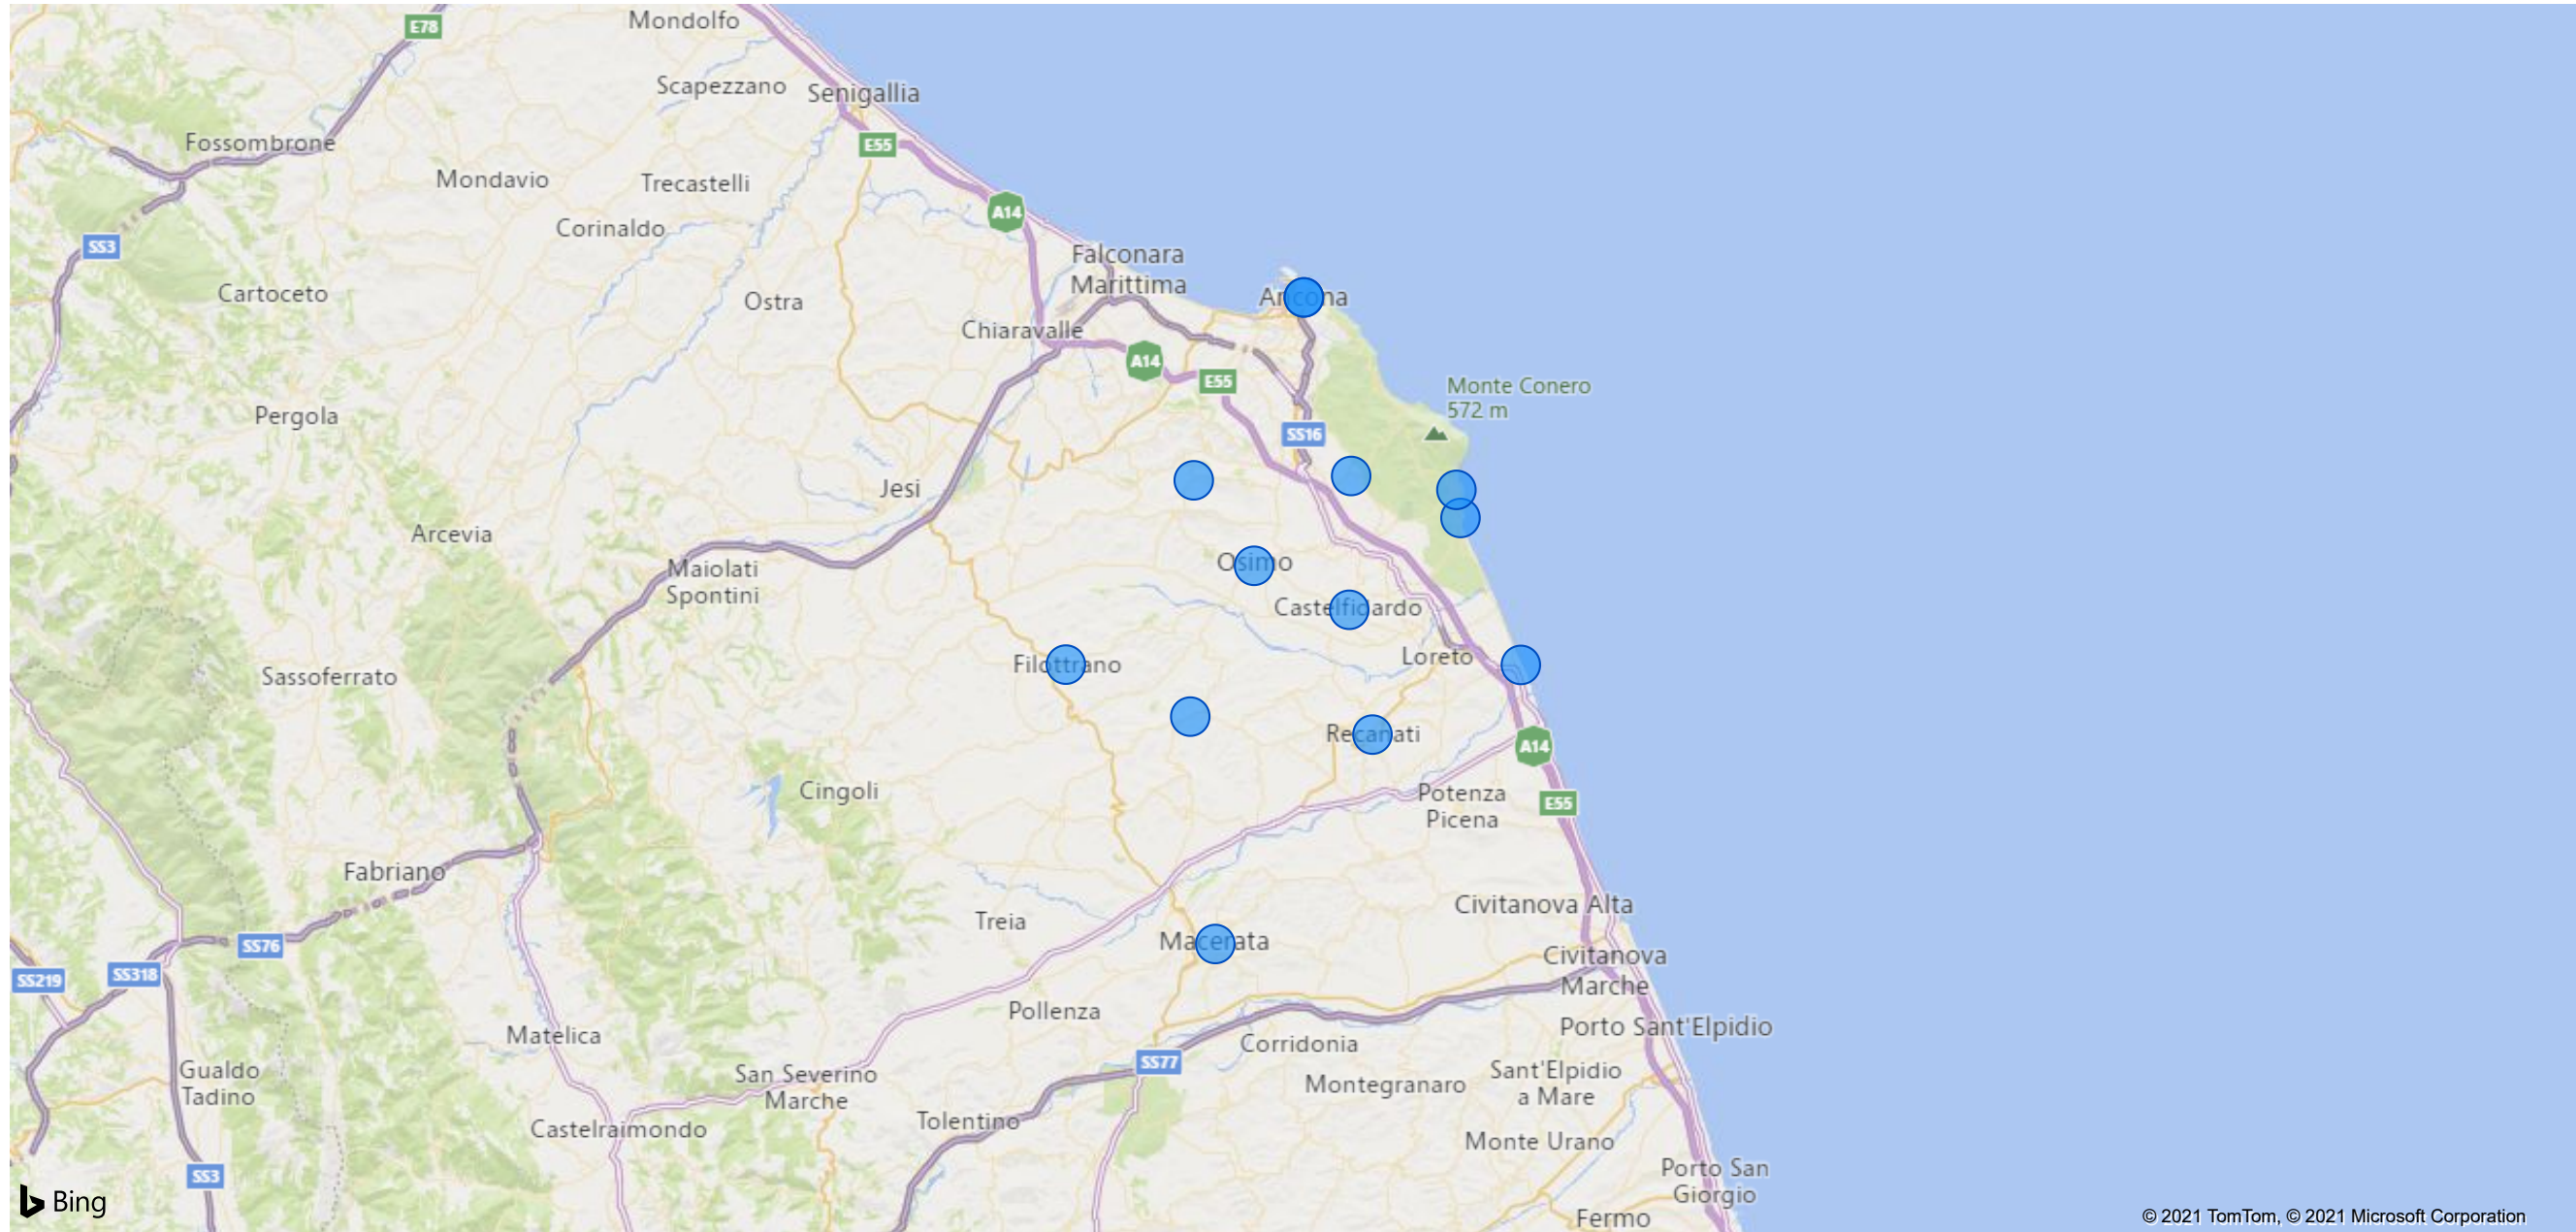 E78
Mondolfo
Scapezzano
Senigallia
Fossombrone
E55
Mondavio
Trecastelli
A14
Corinaldo
SS3
Falconara
Marittima
Cartoceto
Ostra
Ancona
Chiaravalle
A14
E55
Monte Conero
572 m
Pergola
SS16
Jesi
Arcevia
Osimo
Maiolati
Spontini
Castelfidardo
Filottrano
Loreto
Sassoferrato
Recanati
A14
Cingoli
Potenza
Picena
E55
Fabriano
Civitanova Alta
Treia
Macerata
SS76
Civitanova
Marche
SS219
SS318
Pollenza
Porto Sant'Elpidio
Matelica
Corridonia
SS77
Gualdo
Tadino
San Severino
Marche
Montegranaro
Sant'Elpidio
a Mare
Tolentino
Castelraimondo
Monte Urano
SS3
Porto San
Giorgio
Bing
Fermo
© 2021 TomTom, © 2021 Microsoft Corporation